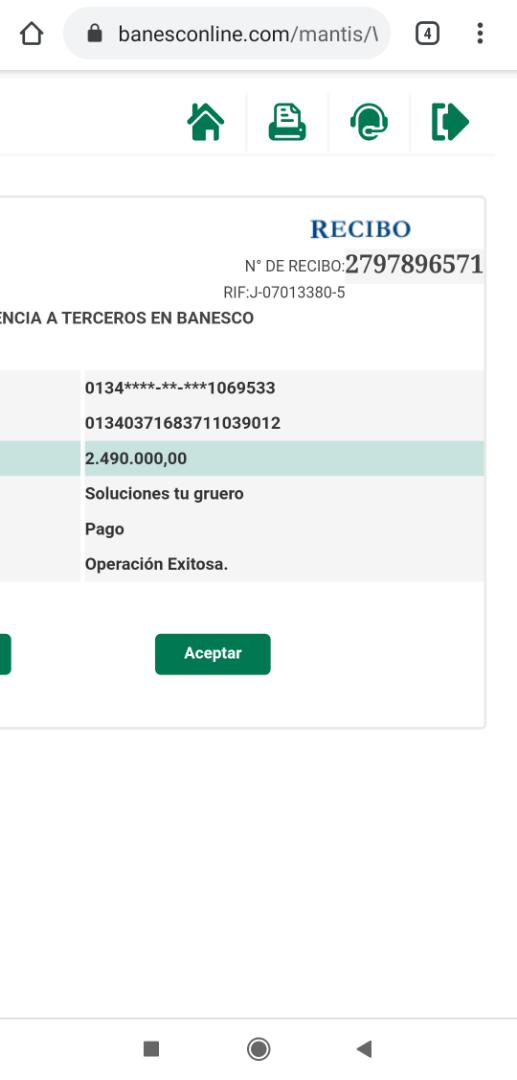 banesconline.com/mantis/\
4
RECIBO
N° DE RECIBO:2797896571
RIF:J-07013380-5
ENCIA A TERCEROS EN BANESCO
0134****-**-***1069533
01340371683711039012
2.490.000,00
Soluciones tu gruero
Pago
Operación Exitosa.
Aceptar